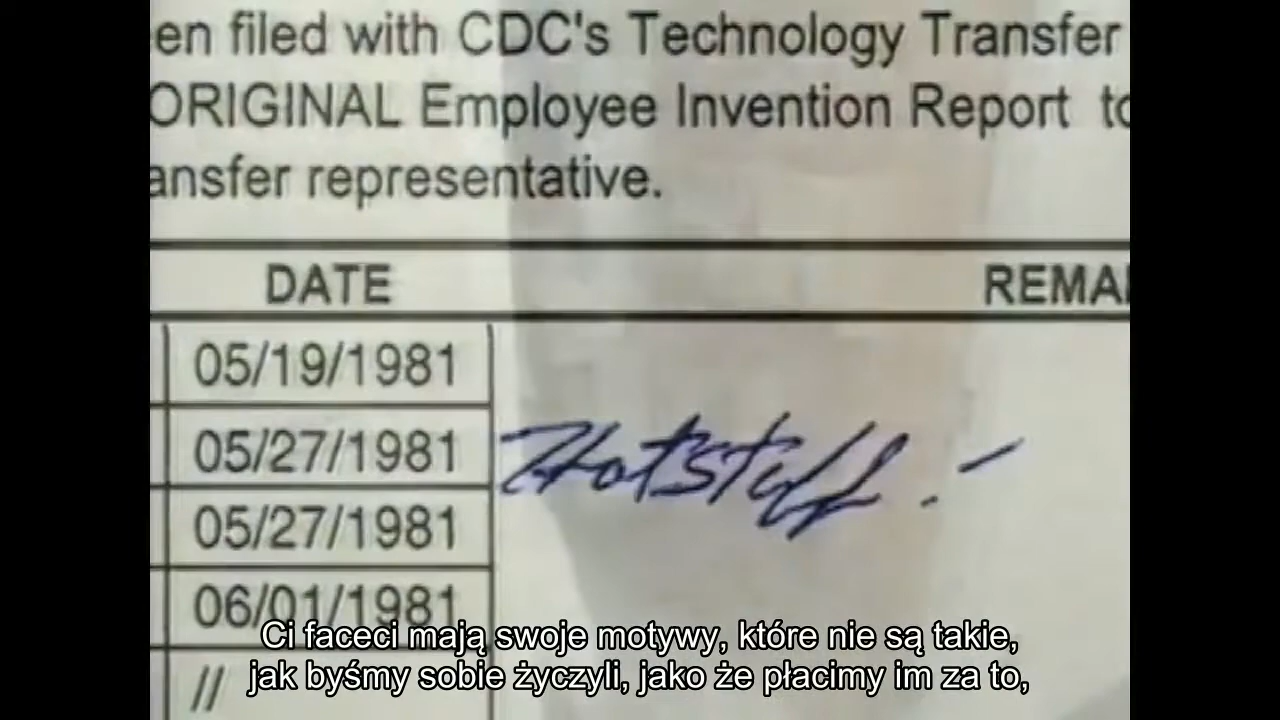 en filed with CDC's Technology Transfer
ORIGINAL Employee Invention Report to
ansfer representative.
DATE REMA
05/19/1981
05/27/1981 Hotstuff!
05/27/1981
06/01/1981
//
Ci faceci mają swoje motywy, które nie są takie,
jak byśmy sobie życzyli, jako że płacimy im za to,